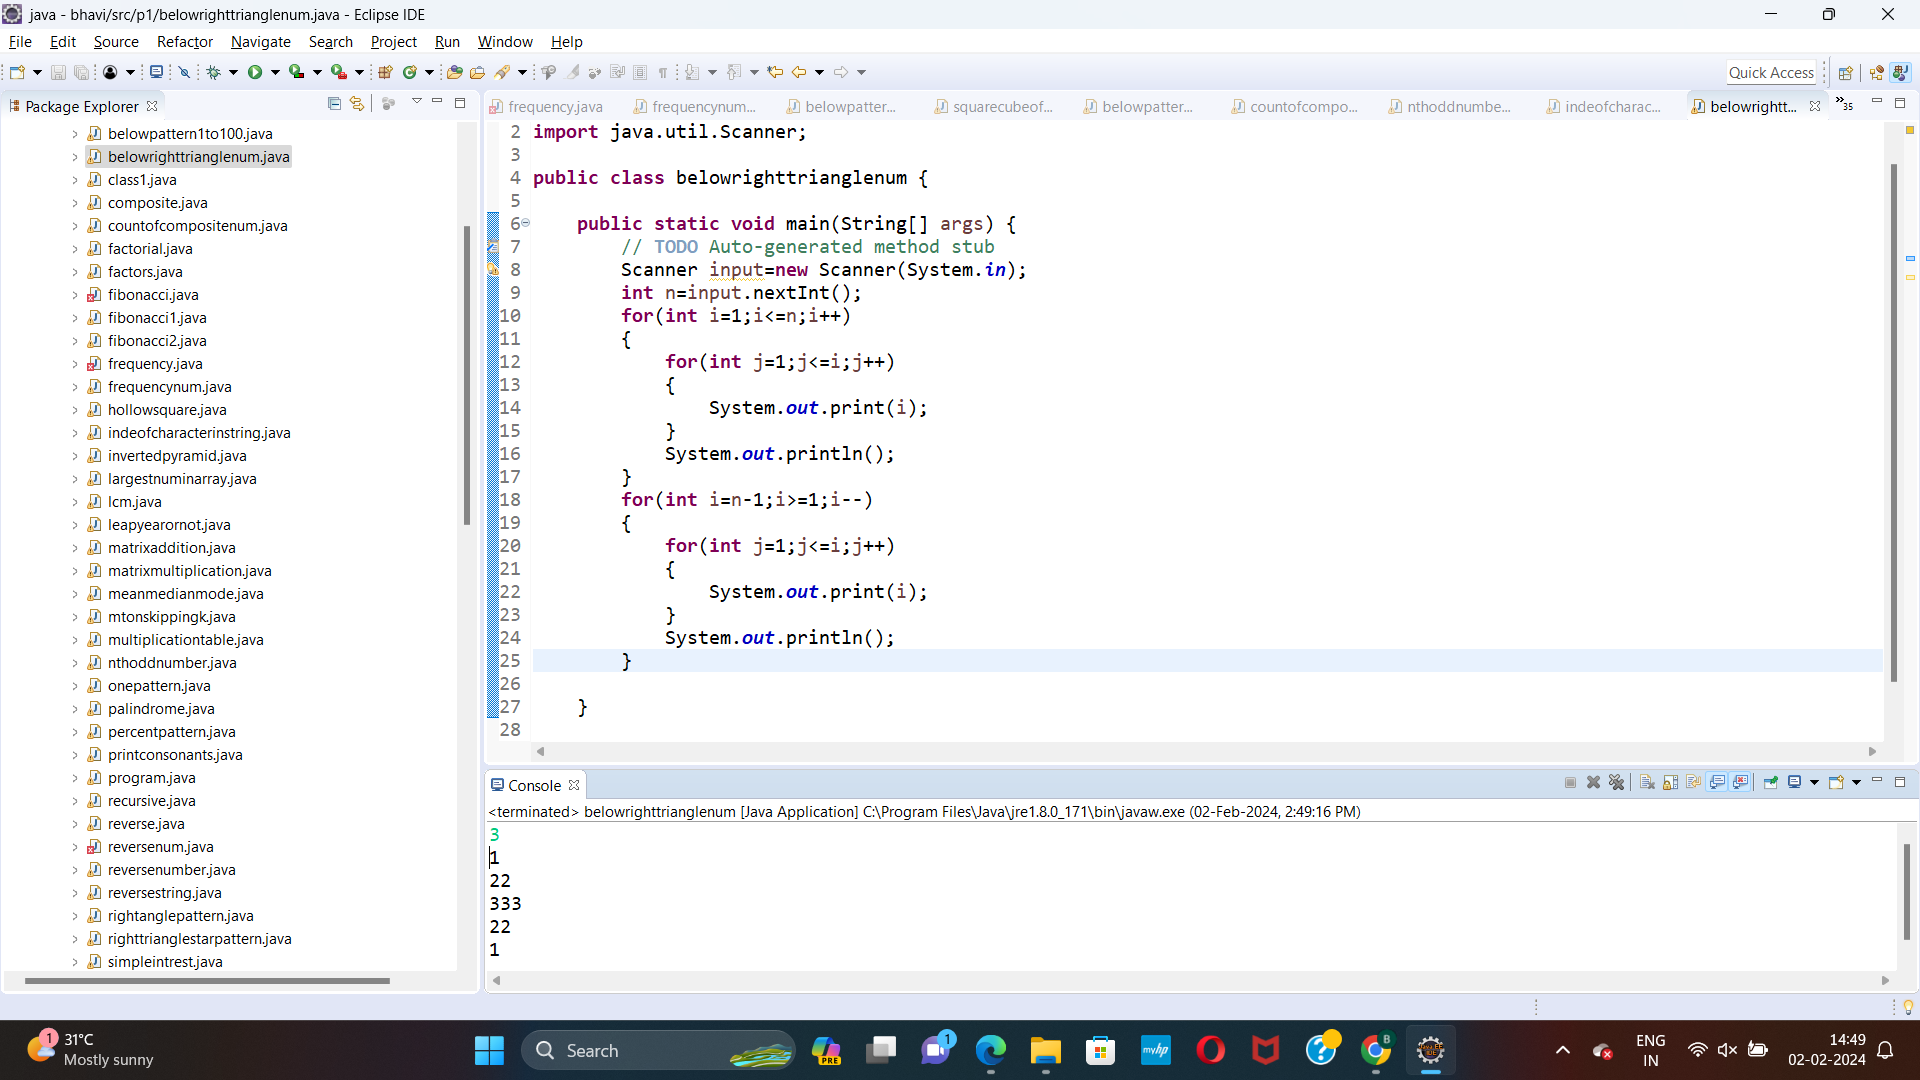 java - bhavi/src/p1/belowrighttrianglenum.java - Eclipse IDE
File Edit Source Refactor Navigate Search Project Run Window Help
Quick Access
Package Explorer
belowpattern1to100.java
belowrighttrianglenum.java
class1.java
composite.java
countofcompositenum.java
factorial.java
factors.java
fibonacci.java
fibonacci1.java
fibonacci2.java
frequency.java
frequencynum.java
hollowsquare.java
indeofcharacterinstring.java
invertedpyramid.java
largestnuminarray.java
lcm.java
leapyearornot.java
matrixaddition.java
matrixmultiplication.java
meanmedianmode.java
mtonskippingk.java
multiplicationtable.java
nthoddnumber.java
onepattern.java
palindrome.java
percentpattern.java
printconsonants.java
program.java
recursive.java
reverse.java
reversenum.java
reversenumber.java
reversestring.java
rightanglepattern.java
righttrianglestarpattern.java
simpleintrest.java
frequency.java frequencynum... belowpatter... squarecubeof... belowpatter... countofcompo... nthoddnumbe... indeofcharac... belowrightt... »35
2 import java.util.Scanner;
3
4 public class belowrighttrianglenum {
5
6 public static void main(String[] args) {
7 // TODO Auto-generated method stub
8 Scanner input=new Scanner(System.in);
9 int n=input.nextInt();
10 for(int i=1;i<=n;i++)
11 {
12 for(int j=1;j<=i;j++)
13 {
14 System.out.print(i);
15 }
16 System.out.println();
17 }
18 for(int i=n-1;i>=1;i--)
19 {
20 for(int j=1;j<=i;j++)
21 {
22 System.out.print(i);
23 }
24 System.out.println();
25 }
26
27 }
28
Console
<terminated> belowrighttrianglenum [Java Application] C:\Program Files\Java\jre1.8.0_171\bin\javaw.exe (02-Feb-2024, 2:49:16 PM)
3
1
22
333
22
1
1
31°C
Mostly sunny
Search
PRE
1
myhp
B
ENG
IN
14:49
02-02-2024